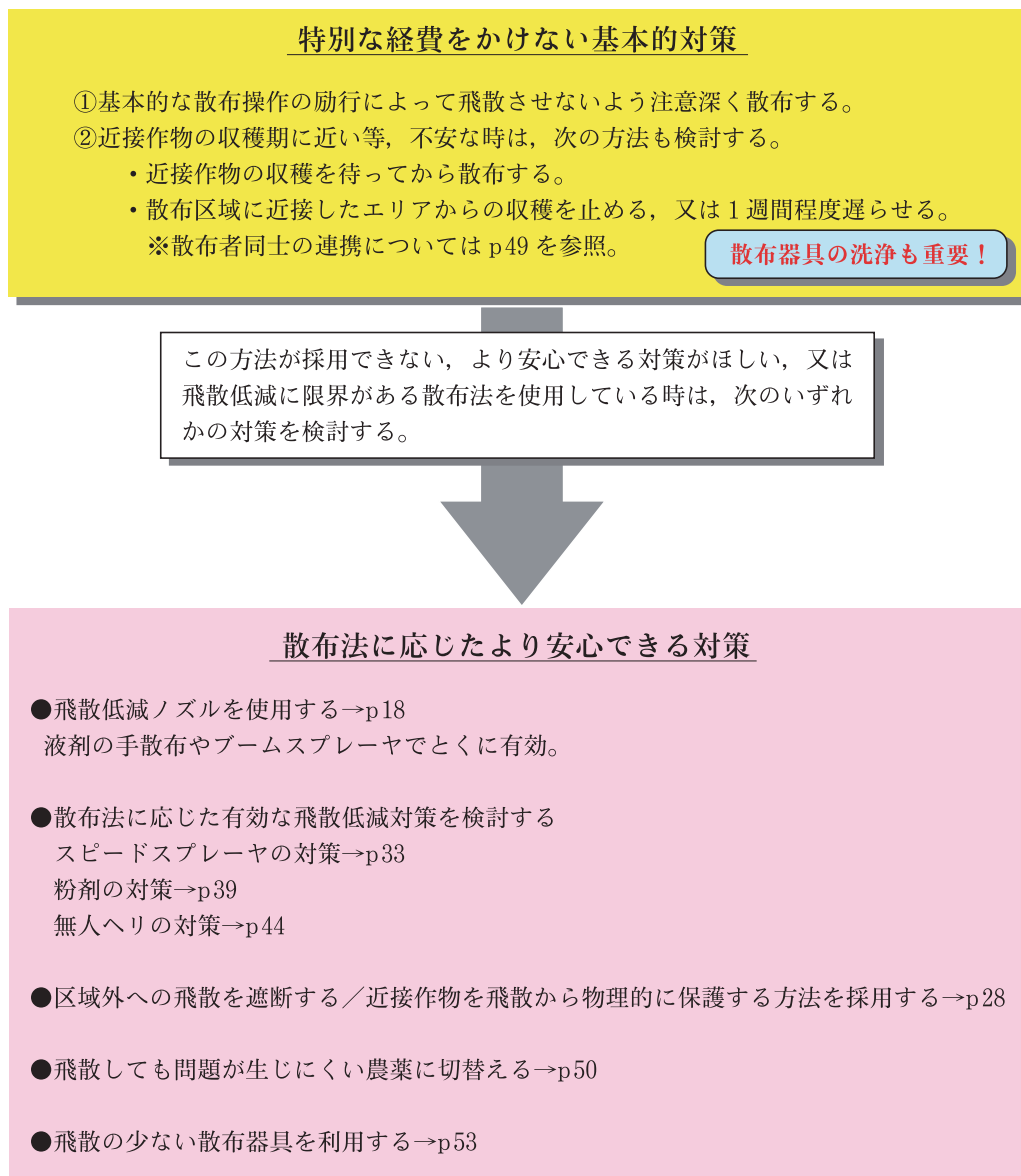 特別な経費をかけない基本的対策
①基本的な散布操作の励行によって飛散させないよう注意深く散布する。
②近接作物の収穫期に近い等，不安な時は，次の方法も検討する。
・近接作物の収穫を待ってから散布する。
・散布区域に近接したエリアからの収穫を止める，又は1週間程度遅らせる。
※散布者同士の連携についてはp49を参照。
散布器具の洗浄も重要！
この方法が採用できない，より安心できる対策がほしい，又は
飛散低減に限界がある散布法を使用している時は，次のいずれ
かの対策を検討する。
散布法に応じたより安心できる対策
●飛散低減ノズルを使用する→p18
液剤の手散布やブームスプレーヤでとくに有効。
●散布法に応じた有効な飛散低減対策を検討する
スピードスプレーヤの対策→p33
粉剤の対策→p39
無人ヘリの対策→p44
●区域外への飛散を遮断する／近接作物を飛散から物理的に保護する方法を採用する→p28
●飛散しても問題が生じにくい農薬に切替える→p50
●飛散の少ない散布器具を利用する→p53